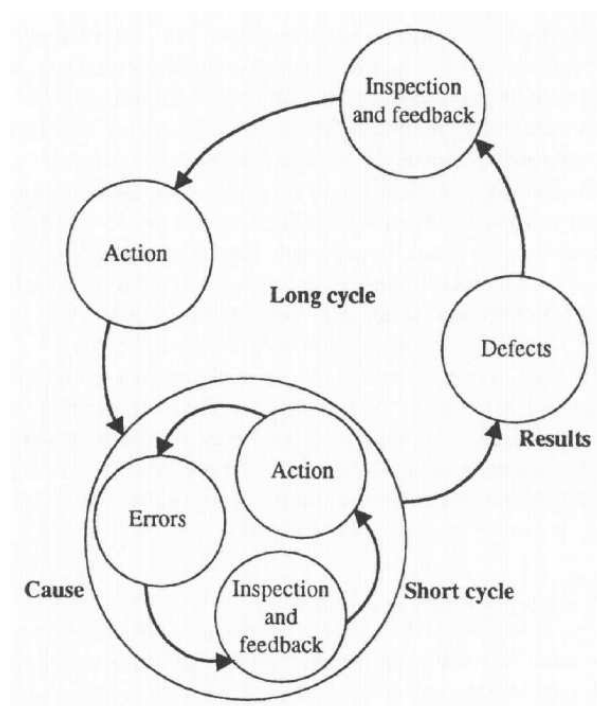 Inspection
and feedback
Action
Long cycle
Defects
Results
Action
Errors
Cause
Inspection
and
feedback
Short cycle